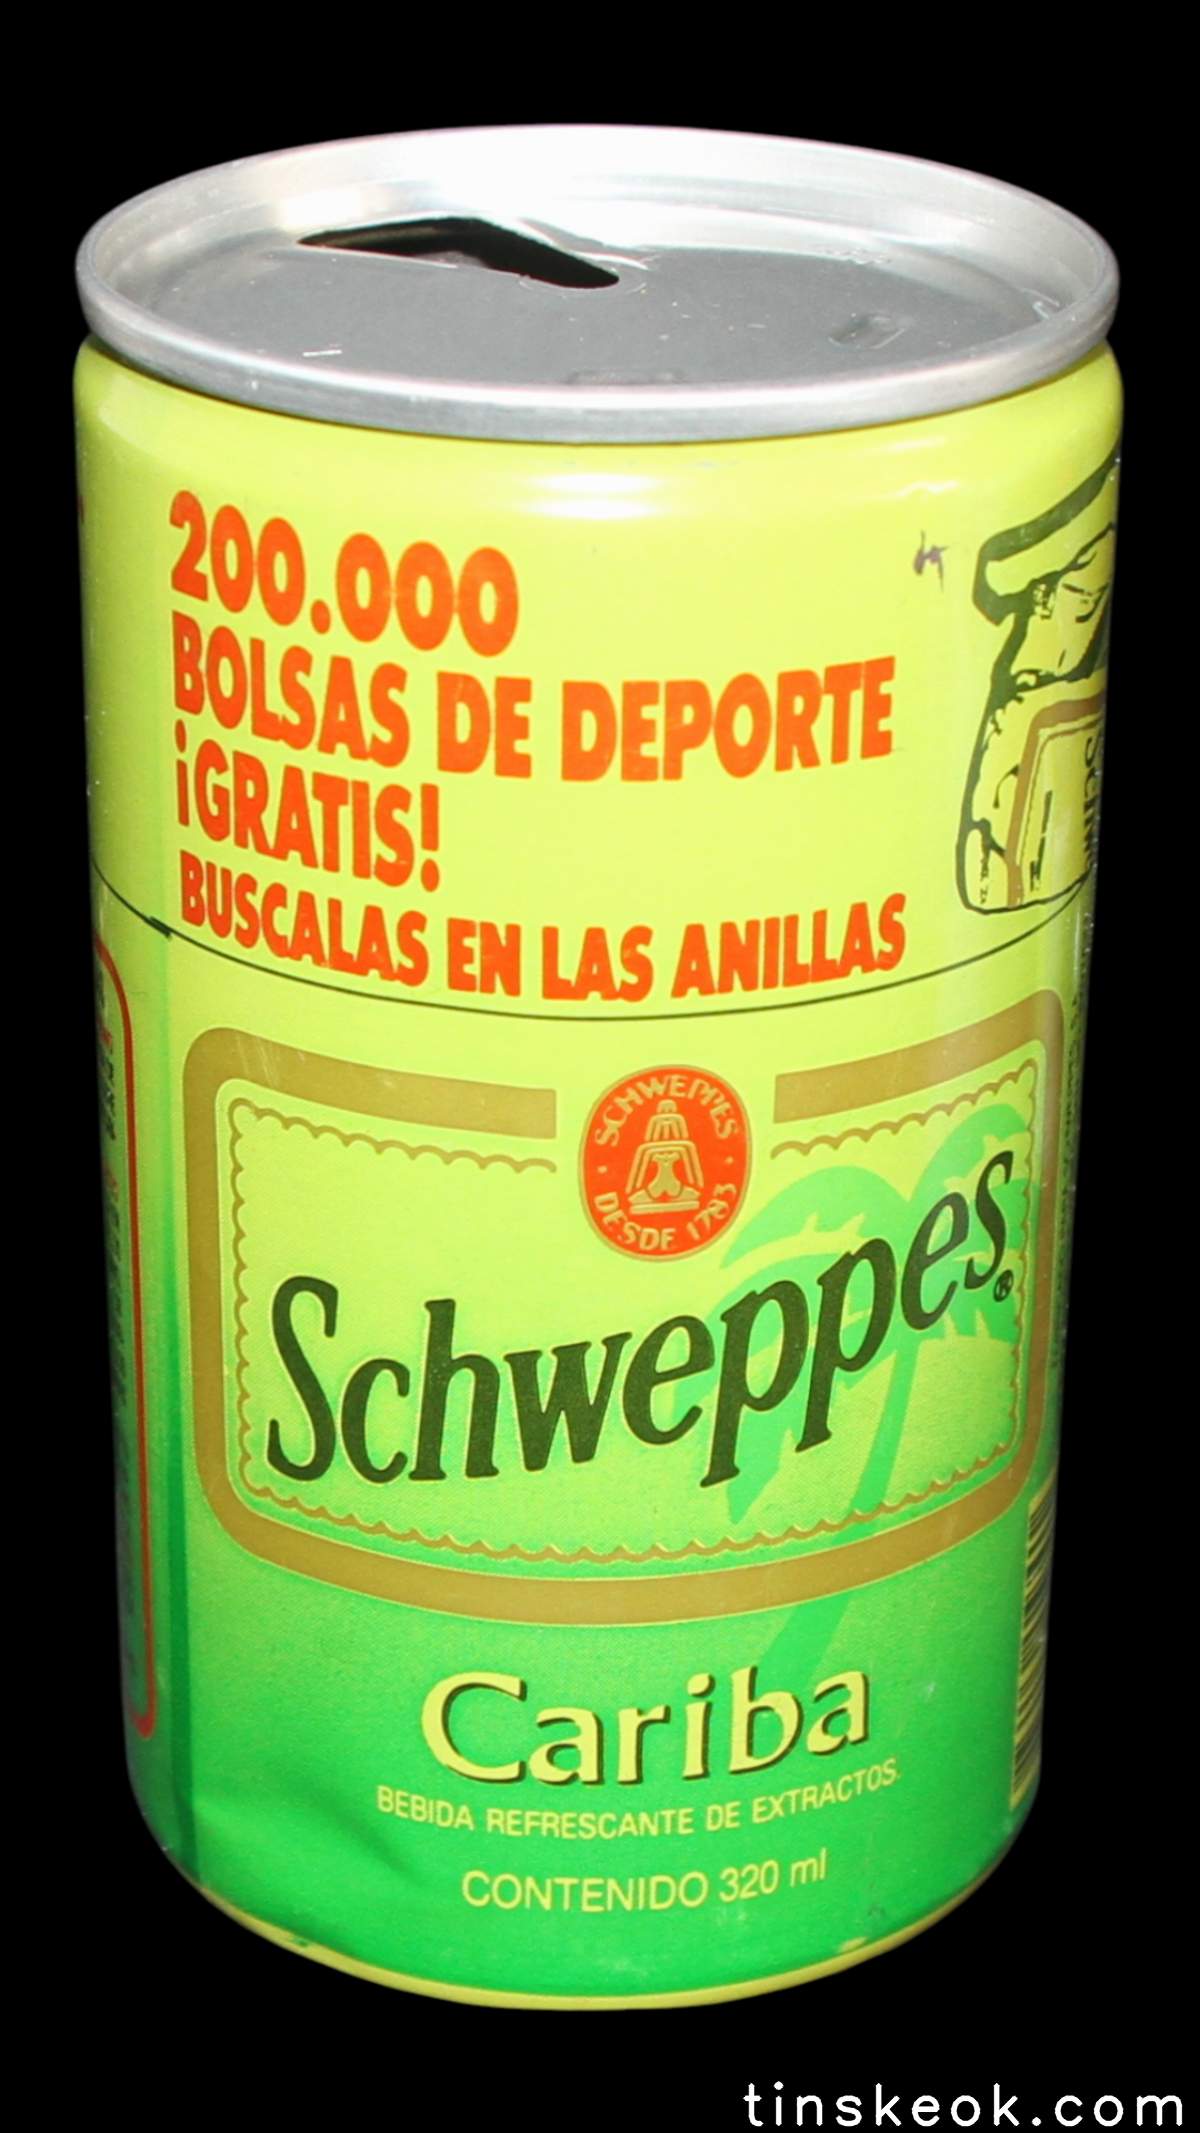 200.000
BOLSAS DE DEPORTE
¡GRATIS!
BUSCALAS EN LAS ANILLAS
SCHWEPPES
· DESDE 1783 ·
Schweppes®
Cariba
BEBIDA REFRESCANTE DE EXTRACTOS.
CONTENIDO 320 ml
tinskeok.com